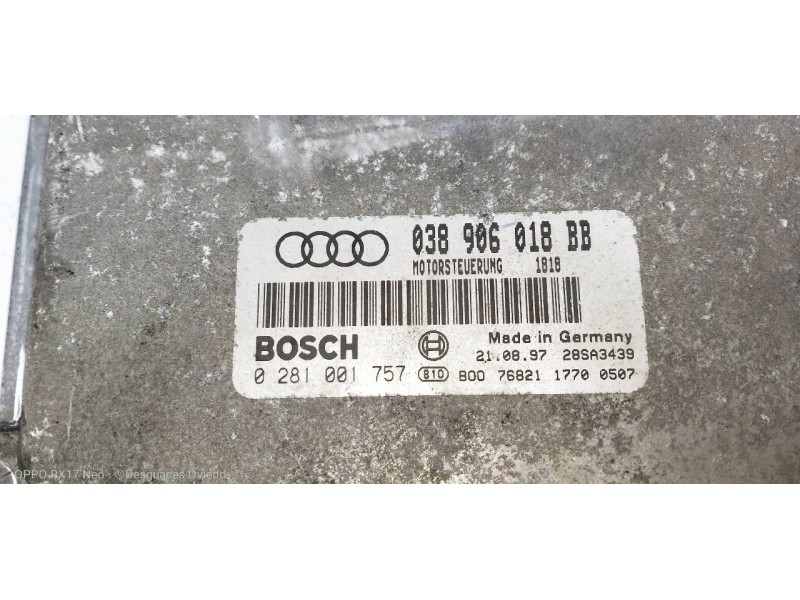 038 906 018 BB
MOTORSTEUERUNG 1818
BOSCH Made in Germany
21.08.97 28SA3439
0 281 001 757 B10 B00 76821 1770 0507
OPPO RX17 Neo ©Desguaces Oviedo